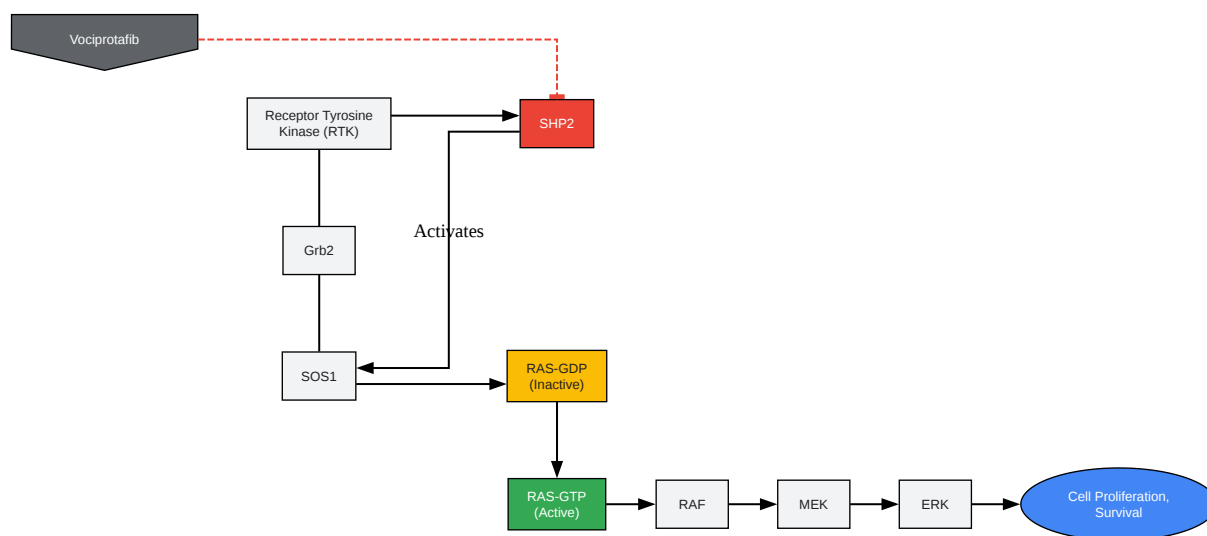 Vociprotafib
Receptor Tyrosine
Kinase (RTK)
SHP2
Activates
Grb2
SOS1
RAS-GDP
(Inactive)
RAS-GTP
(Active)
RAF
MEK
ERK
Cell Proliferation,
Survival